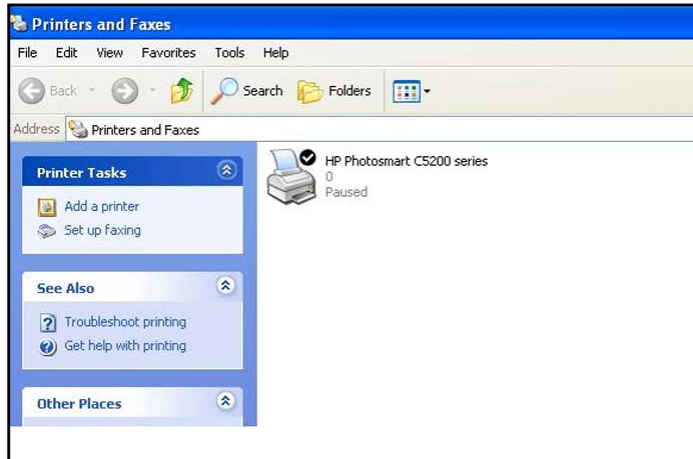 Printers and Faxes
File Edit View Favorites Tools Help
Back Search Folders
Address Printers and Faxes
Printer Tasks
Add a printer
Set up faxing
See Also
Troubleshoot printing
Get help with printing
Other Places
HP Photosmart C5200 series
0
Paused